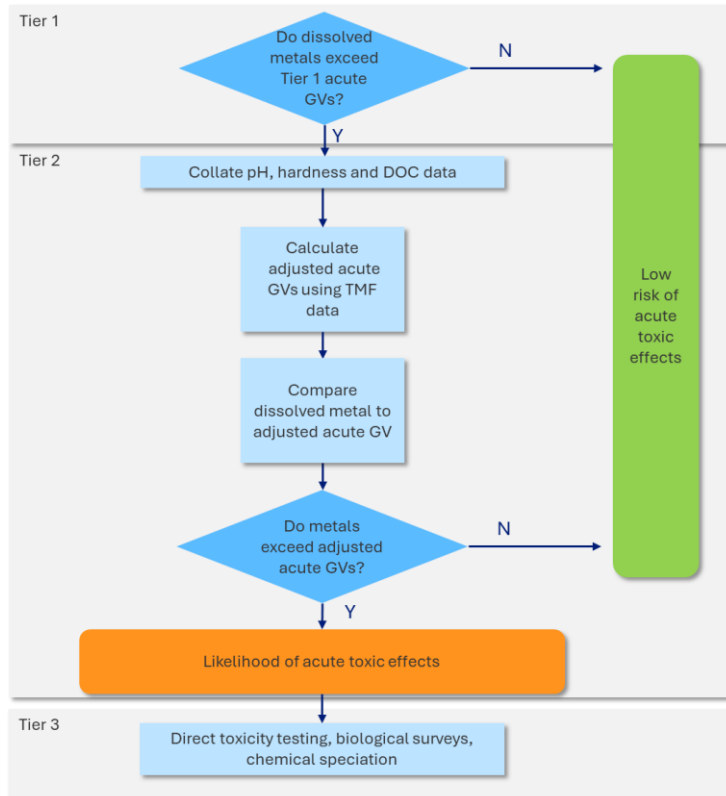 Tier 1
Do dissolved
metals exceed
Tier 1 acute
GVs?
N
Y
Tier 2
Collate pH, hardness and DOC data
Calculate
adjusted acute
GVs using TMF
data
Low
risk of
acute
toxic
effects
Compare
dissolved metal to
adjusted acute GV
Do metals
exceed adjusted
acute GVs?
N
Y
Likelihood of acute toxic effects
Tier 3
Direct toxicity testing, biological surveys,
chemical speciation